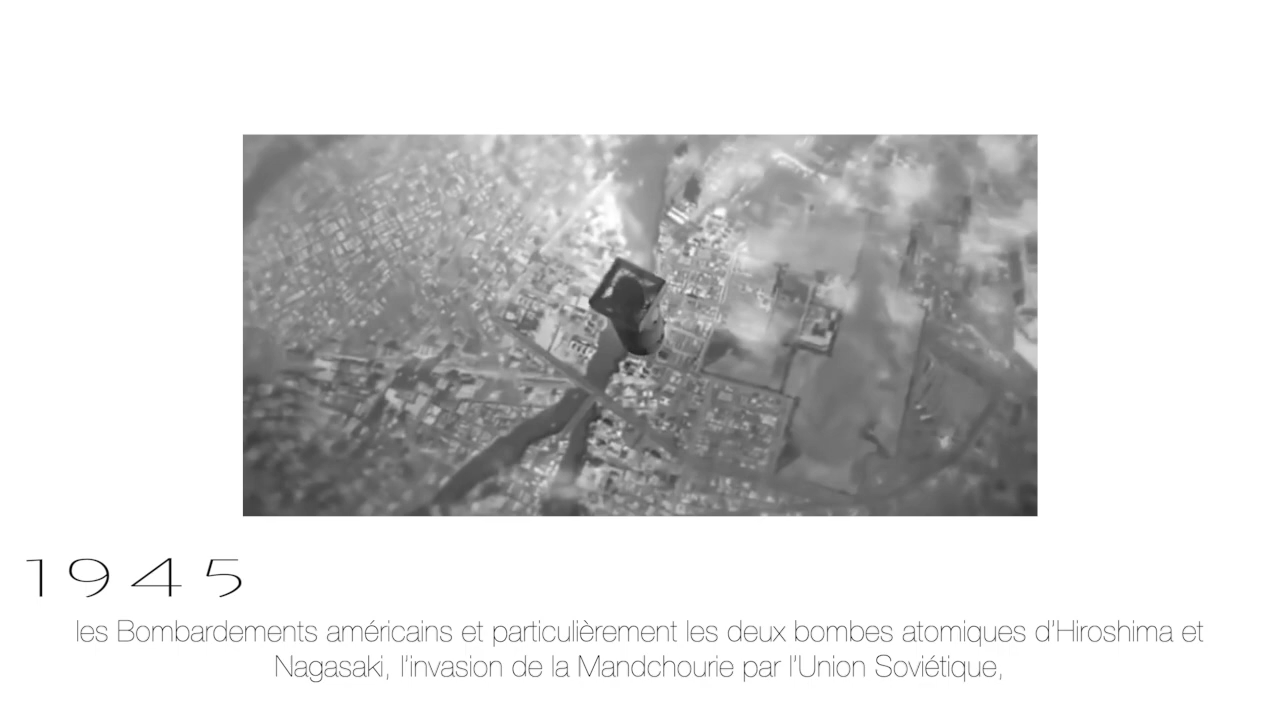 1945
les Bombardements américains et particulièrement les deux bombes atomiques d'Hiroshima et
Nagasaki, l'invasion de la Mandchourie par l'Union Soviétique,